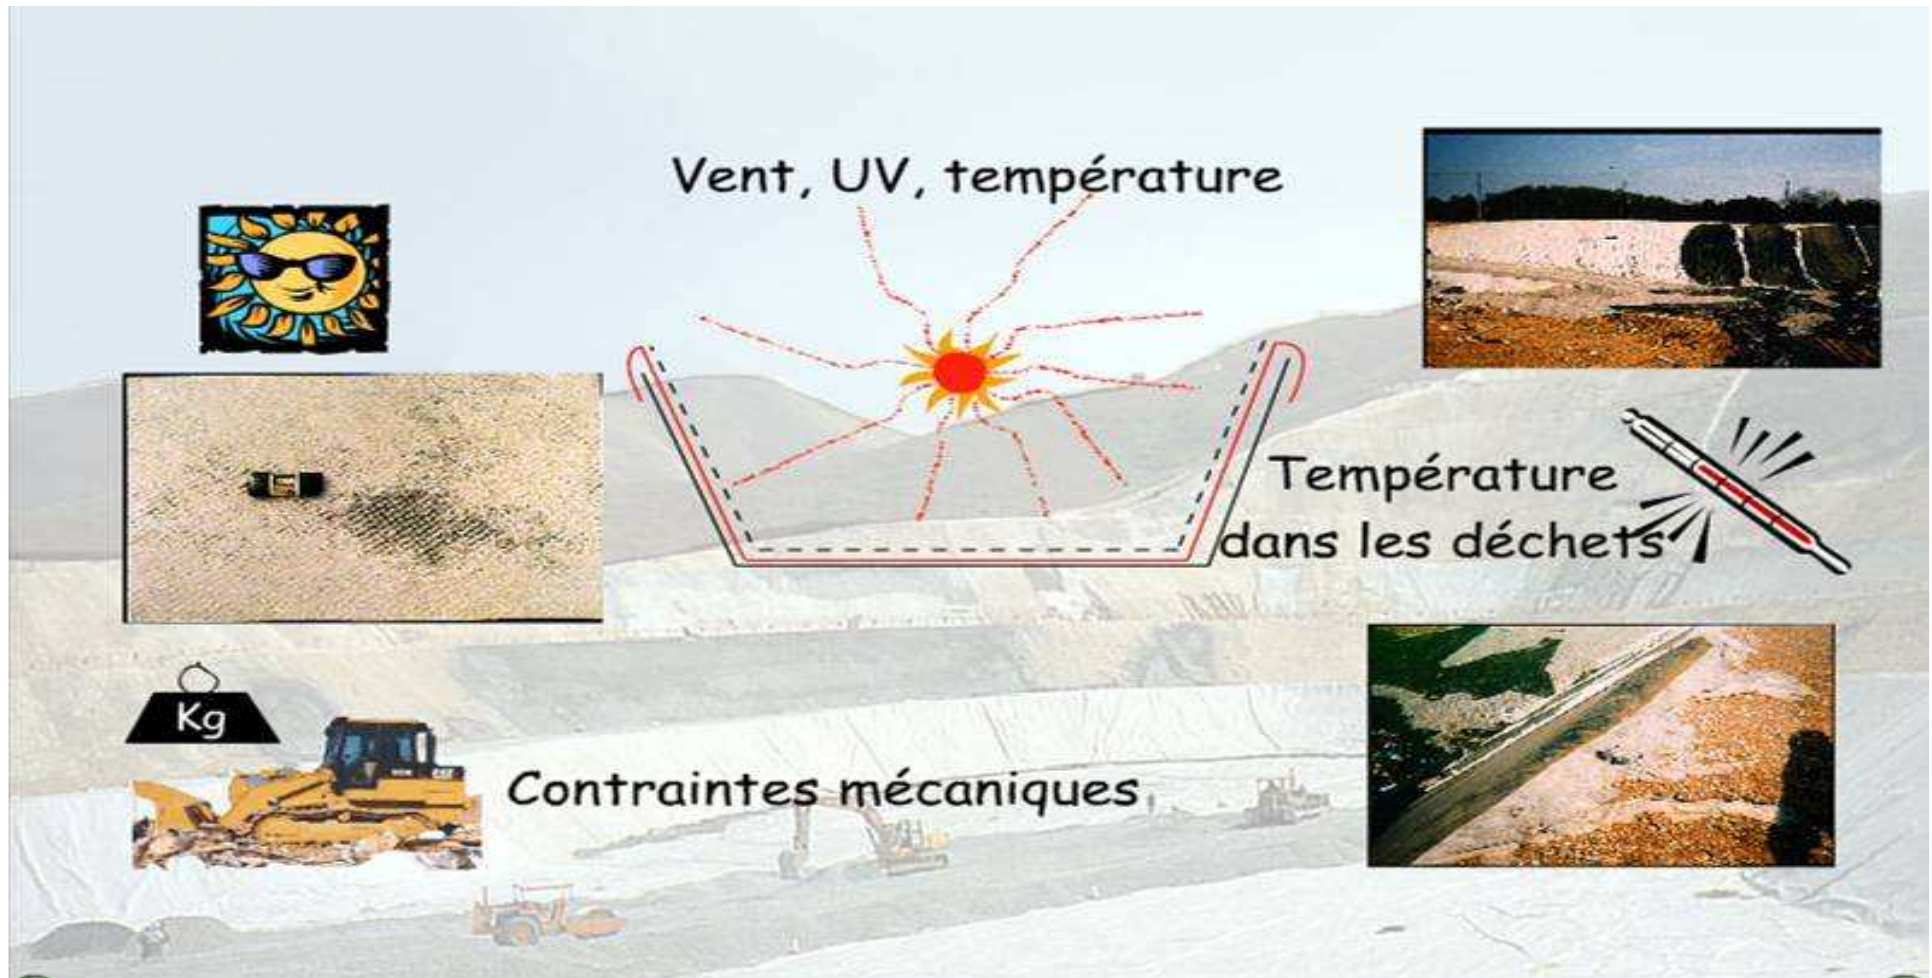 Vent, UV, température
Température
dans les déchets
Kg
Contraintes mécaniques